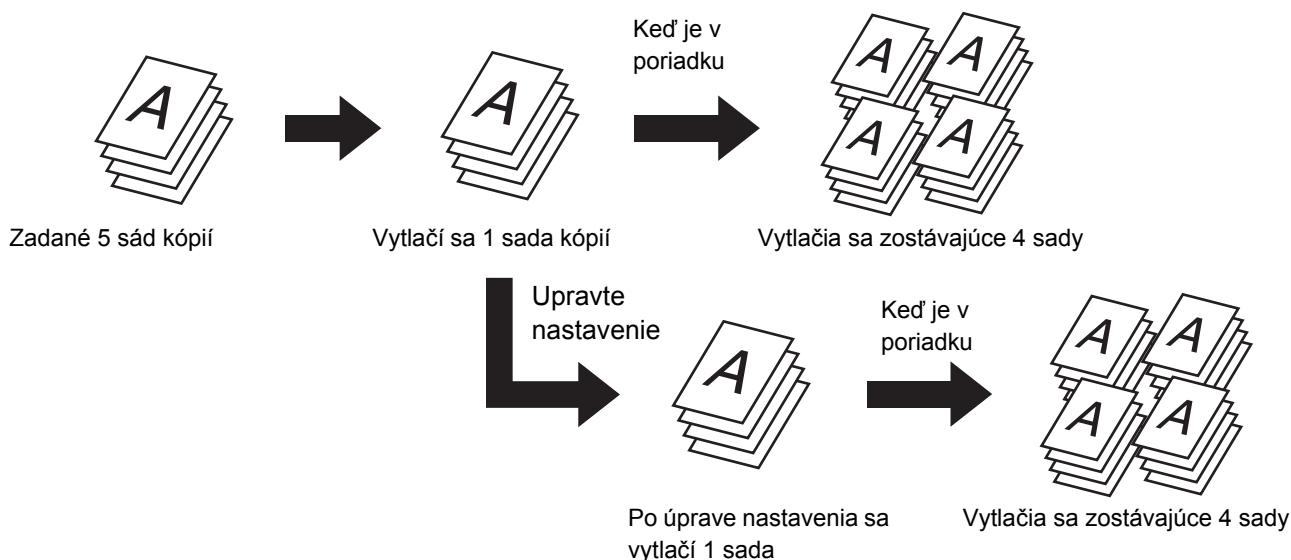 Keď je v
poriadku
A
A
A
A
A
A
Zadané 5 sád kópií
Vytlačí sa 1 sada kópií
Vytlačia sa zostávajúce 4 sady
Upravte
nastavenie
Keď je v
poriadku
A
A
A
A
A
Po úprave nastavenia sa
vytlačí 1 sada
Vytlačia sa zostávajúce 4 sady